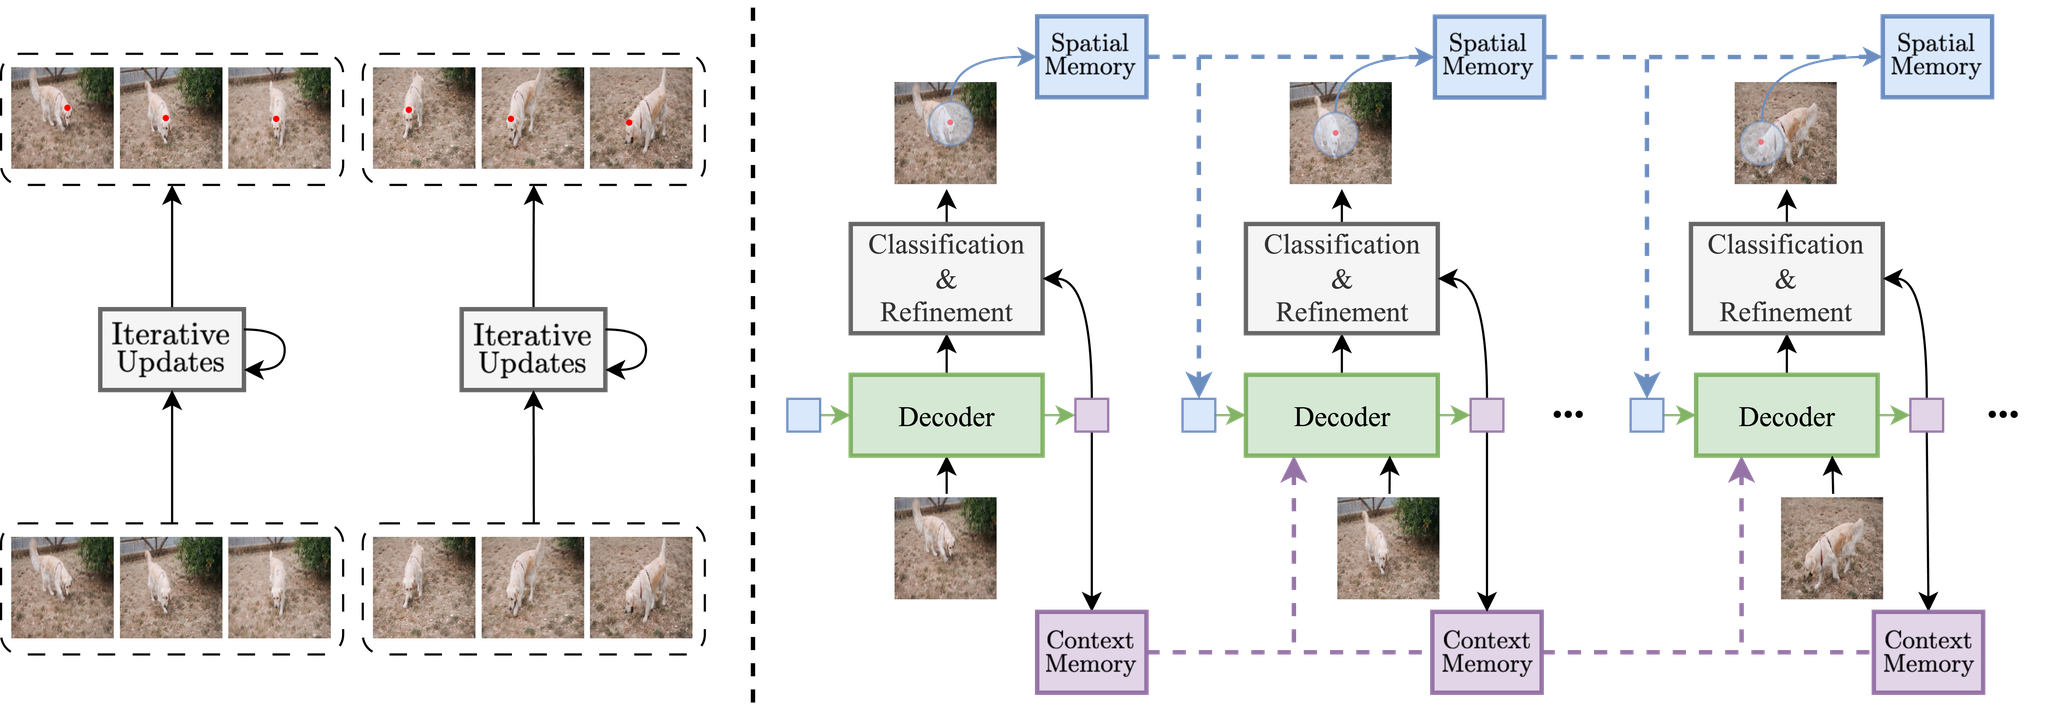 Iterative
Updates
Iterative
Updates
Spatial
Memory
Classification
&
Refinement
Decoder
Context
Memory
Spatial
Memory
Classification
&
Refinement
Decoder
Context
Memory
•••
Spatial
Memory
Classification
&
Refinement
Decoder
Context
Memory
•••